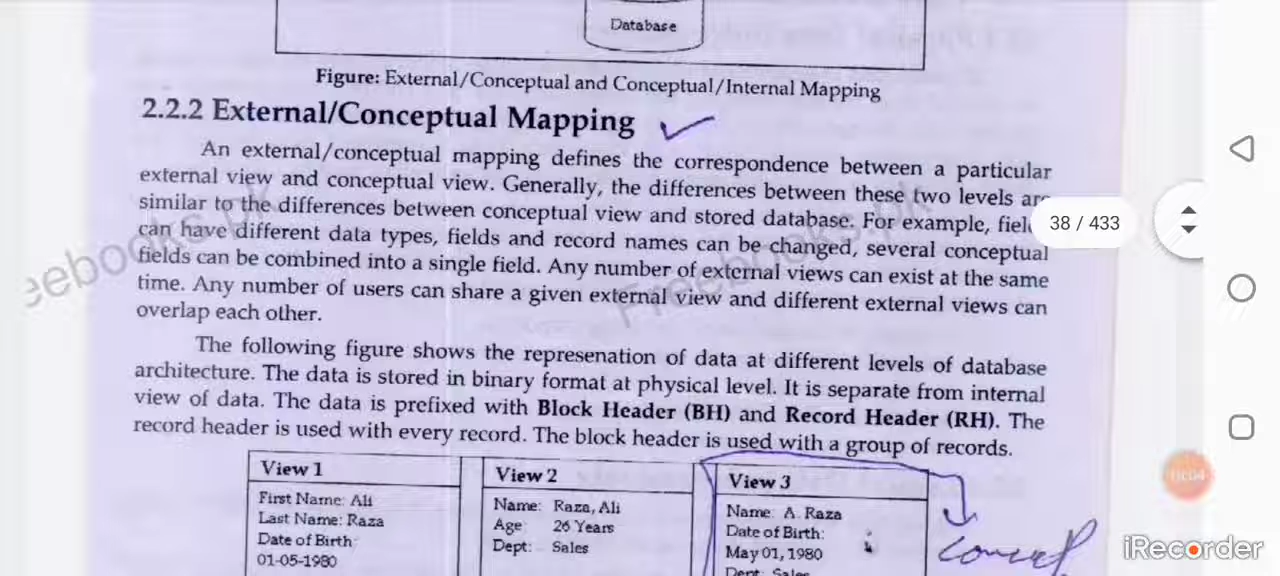 Database
Figure: External/Conceptual and Conceptual/Internal Mapping
2.2.2 External/Conceptual Mapping
An external/conceptual mapping defines the correspondence between a particular
external view and conceptual view. Generally, the differences between these two levels are
similar to the differences between conceptual view and stored database. For example,
can have different data types, fields and record names can be changed, several conceptual
fields can be combined into a single field. Any number of external views can exist at the same
time. Any number of users can share a given external view and different external views can
overlap each other.
38 / 433
The following figure shows the represenation of data at different levels of database
architecture. The data is stored in binary format at physical level. It is separate from internal
view of data. The data is prefixed with Block Header (BH) and Record Header (RH). The
record header is used with every record. The block header is used with a group of records.
View 1
First Name: Ali
Last Name: Raza
Date of Birth
01-05-1980
View 2
Name: Raza, Ali
Age: 26 Years
Dept: Sales
View 3
Name: A. Raza
Date of Birth:
May 01, 1980
Dept: Sales
Freebooks.pk
iRecorder